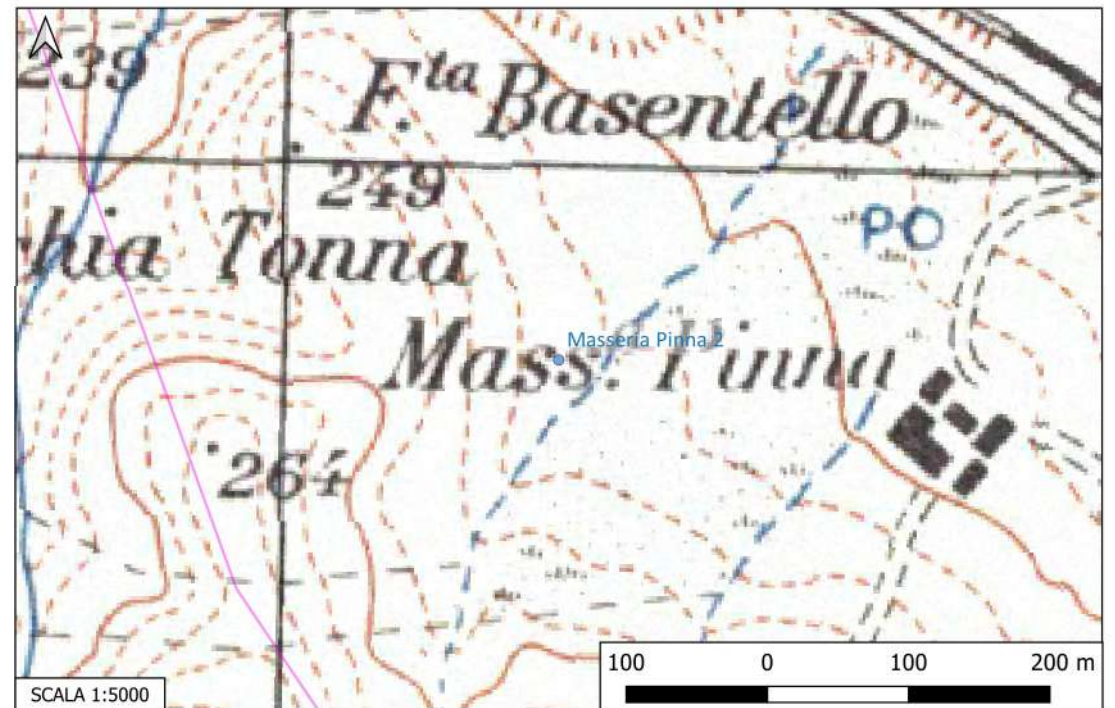 239
F.ta Basentello
249
PO
hia Tonna
Masseria Pinna 2
Mass. Pinna
264
SCALA 1:5000
100 0 100 200 m